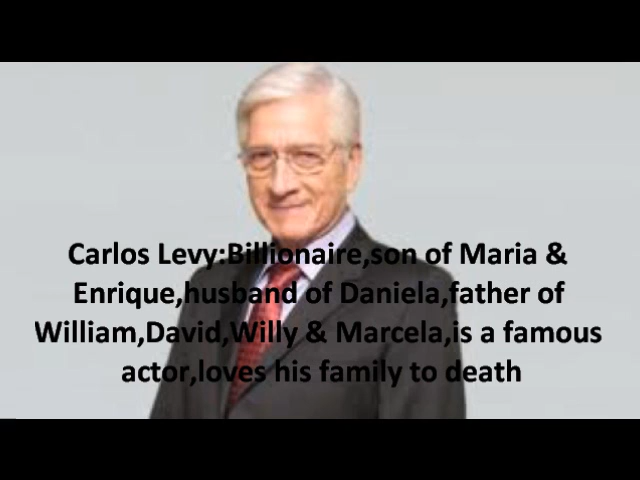 Carlos Levy:Billionaire,son of Maria &
Enrique,husband of Daniela,father of
William,David,Willy & Marcela,is a famous
actor,loves his family to death